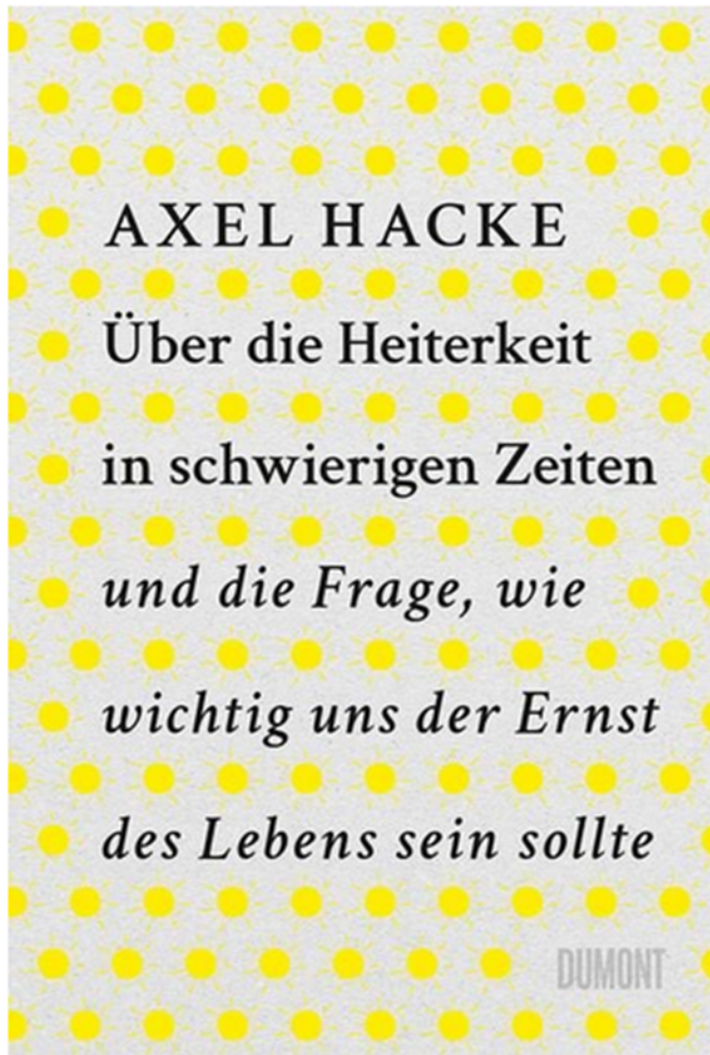 AXEL HACKE
Über die Heiterkeit
in schwierigen Zeiten
und die Frage, wie
wichtig uns der Ernst
des Lebens sein sollte
DUMONT